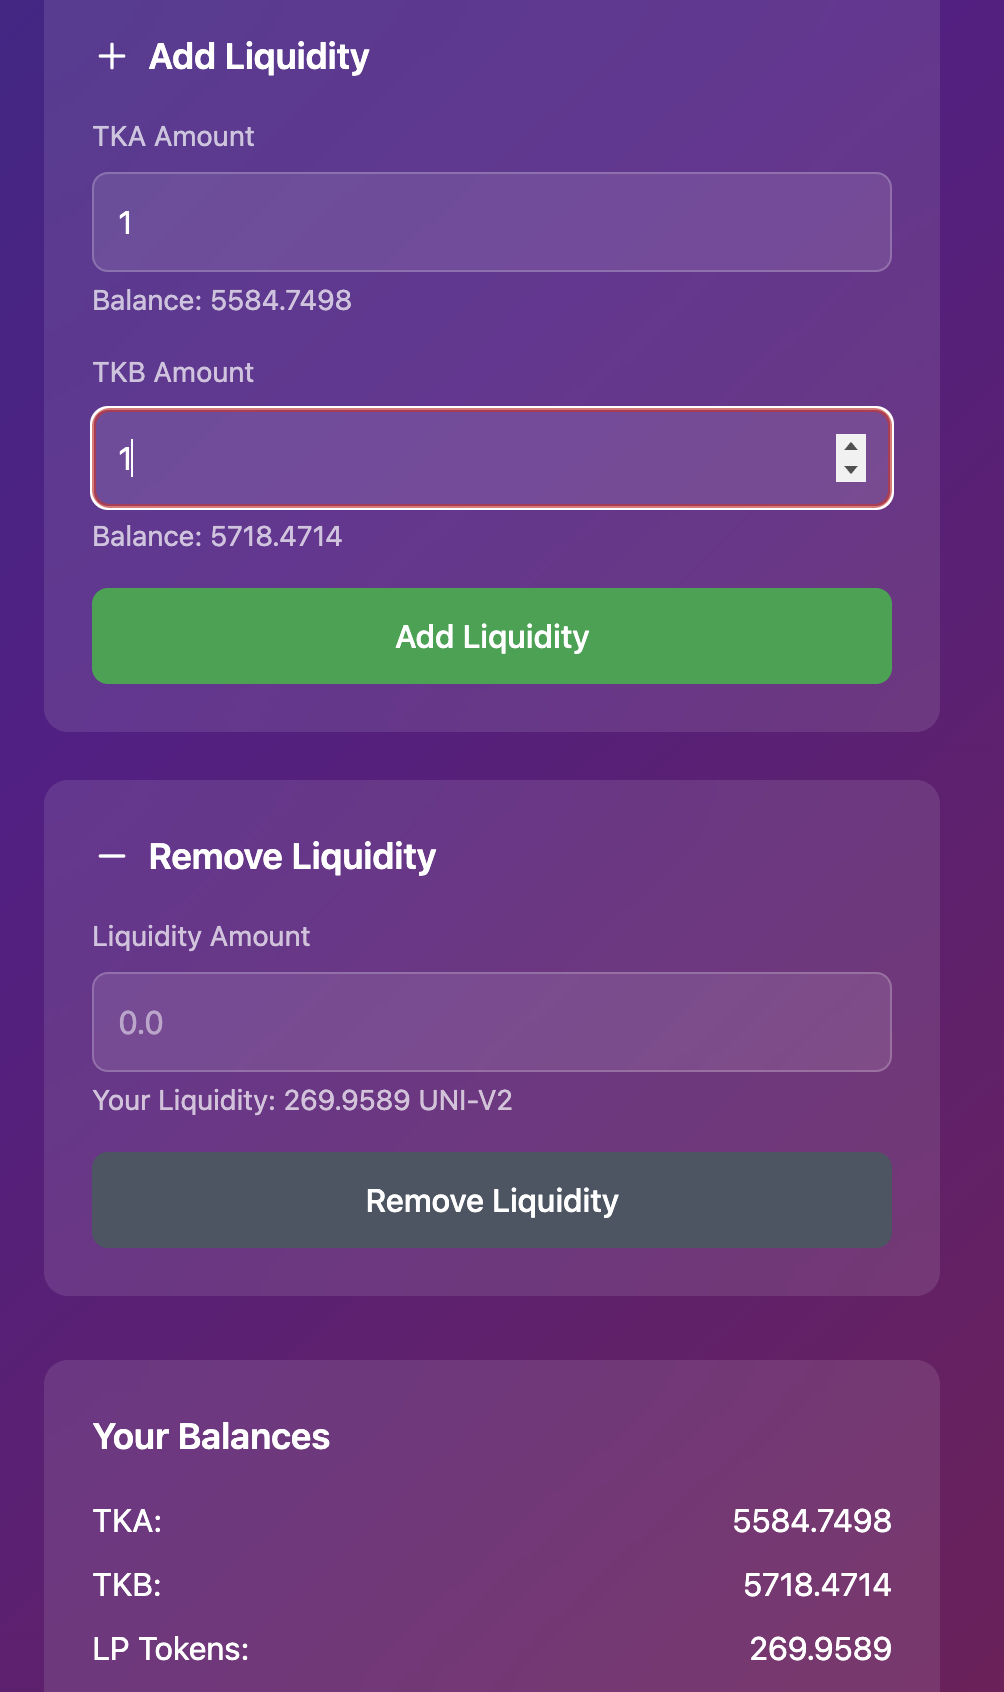 Add Liquidity
TKA Amount
1
Balance: 5584.7498
TKB Amount
1
Balance: 5718.4714
Add Liquidity
Remove Liquidity
Liquidity Amount
0.0
Your Liquidity: 269.9589 UNI-V2
Remove Liquidity
Your Balances
TKA: 5584.7498
TKB: 5718.4714
LP Tokens: 269.9589